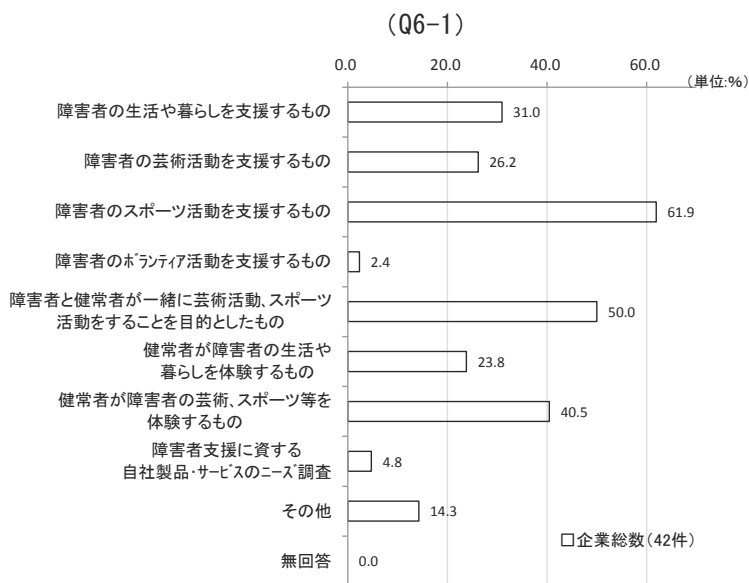 (Q6-1)
0.0 20.0 40.0 60.0
(単位:%)
障害者の生活や暮らしを支援するもの 31.0
障害者の芸術活動を支援するもの 26.2
障害者のスポーツ活動を支援するもの 61.9
障害者のﾎﾞﾗﾝﾃｨｱ活動を支援するもの 2.4
障害者と健常者が一緒に芸術活動、スポーツ
活動をすることを目的としたもの 50.0
健常者が障害者の生活や
暮らしを体験するもの 23.8
健常者が障害者の芸術、スポーツ等を
体験するもの 40.5
障害者支援に資する
自社製品・サービスのニーズ調査 4.8
その他 14.3
企業総数(42件)
無回答 0.0